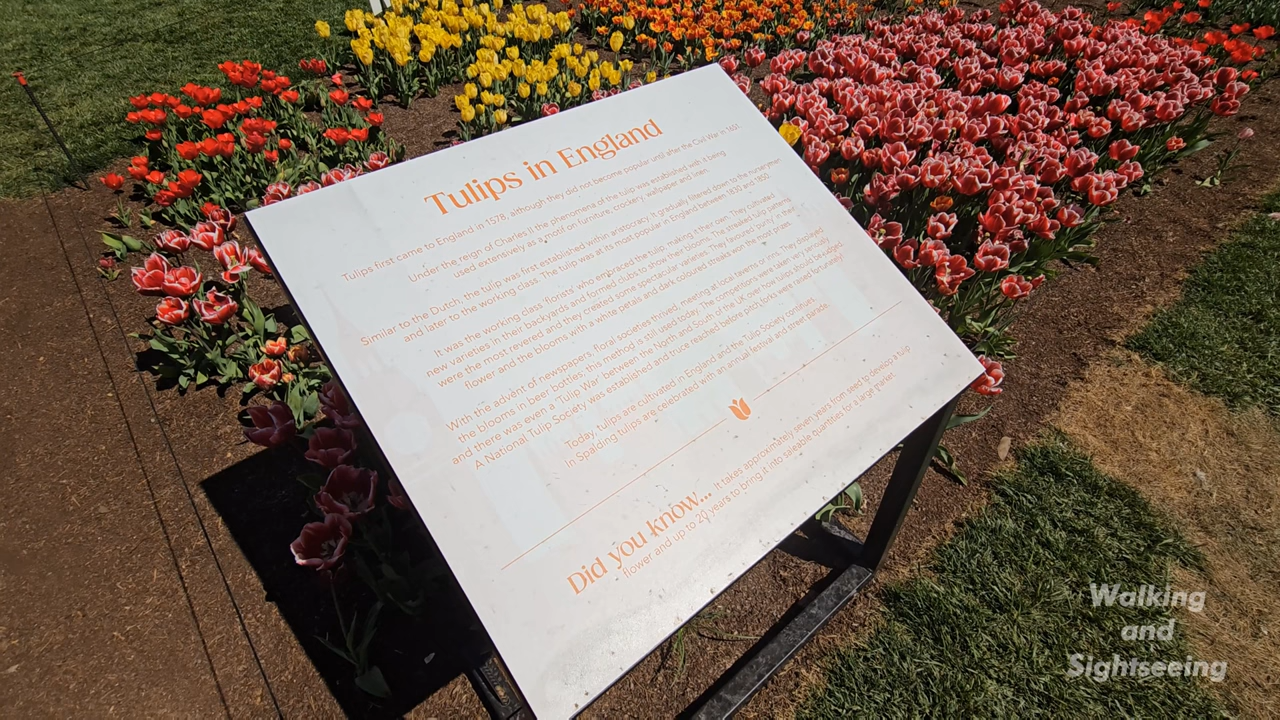 Tulips in England
Tulips first came to England in 1578, although they did not become popular until after the Civil War in 1651.
Under the reign of Charles II the phenomena of the tulip was established with it being
used extensively as a motif on furniture, crockery, wallpaper and linen.
Similar to the Dutch, the tulip was first established within aristocracy. It gradually filtered down to the nurserymen
and later to the working class. The tulip was at its most popular in England between 1830 and 1850.
It was the working class 'florists' who embraced the tulip, making it their own. They cultivated
new varieties in their backyards and formed clubs to show their blooms. The streaked tulip patterns
were the most revered and they created some spectacular varieties. They favoured purity in their
flower and the blooms with a white petals and dark coloured streaks won the most prizes.
With the advent of newspapers, floral societies thrived, meeting at local taverns or inns. They displayed
the blooms in beer bottles; this method is still used today. The competitions were taken very seriously
and there was even a 'Tulip War' between the North and South of the UK over how tulips should be judged.
A National Tulip Society was established and truce reached before pitchforks were raised fortunately!
Today, tulips are cultivated in England and the Tulip Society continues.
In Spalding tulips are celebrated with an annual festival and street parade.
Did you know... It takes approximately seven years from seed to develop a tulip
flower and up to 20 years to bring it into saleable quantities for a large market.
Walking
and
Sightseeing